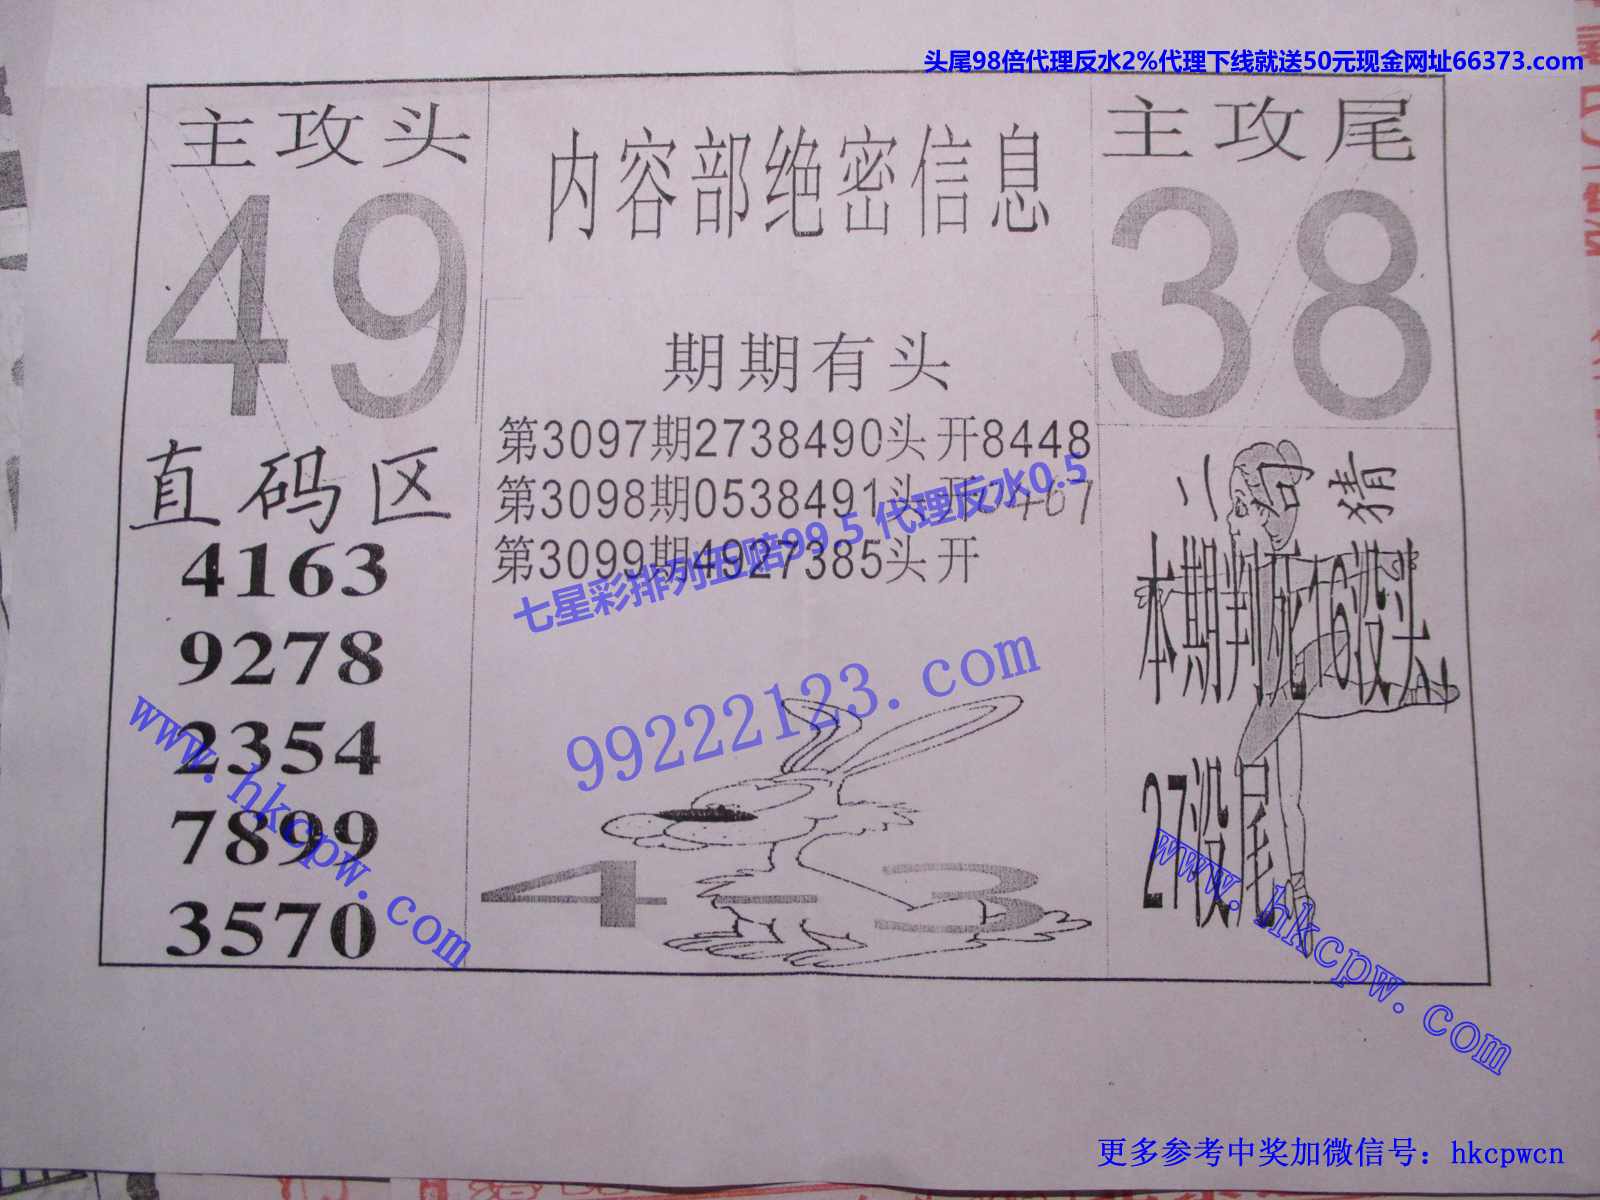 头尾98倍代理反水2%代理下线就送50元现金网址66373.com
主攻头
49
内容部绝密信息
主攻尾
38
期期有头
第3097期2738490头开8448
第3098期0538491头开3467
第3099期4927385头开
七星彩排列五赔99.5 代理反水0.5
99222123.com
直码区
4163
9278
2354
7899
3570
www.hkcpw.com
4-3
二句猜
本期判死16没头
27没尾
www.hkcpw.com
更多参考中奖加微信号：hkcpwcn